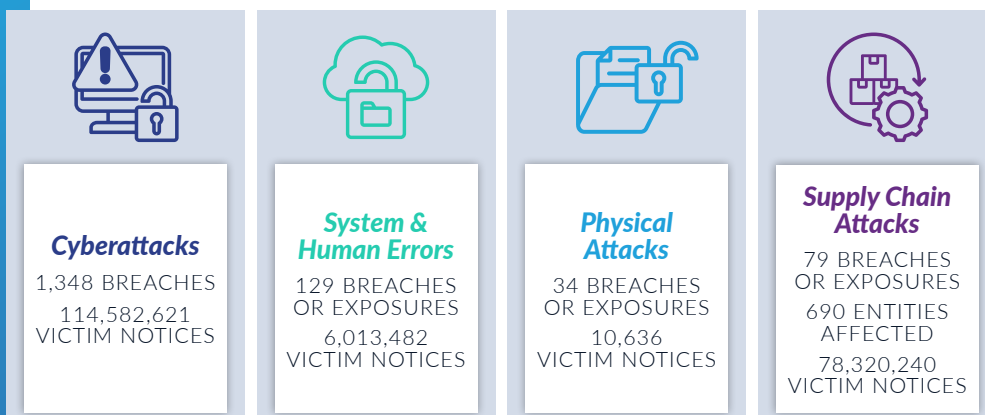 Cyberattacks
1,348 BREACHES
114,582,621
VICTIM NOTICES
System &
Human Errors
129 BREACHES
OR EXPOSURES
6,013,482
VICTIM NOTICES
Physical
Attacks
34 BREACHES
OR EXPOSURES
10,636
VICTIM NOTICES
Supply Chain
Attacks
79 BREACHES
OR EXPOSURES
690 ENTITIES
AFFECTED
78,320,240
VICTIM NOTICES